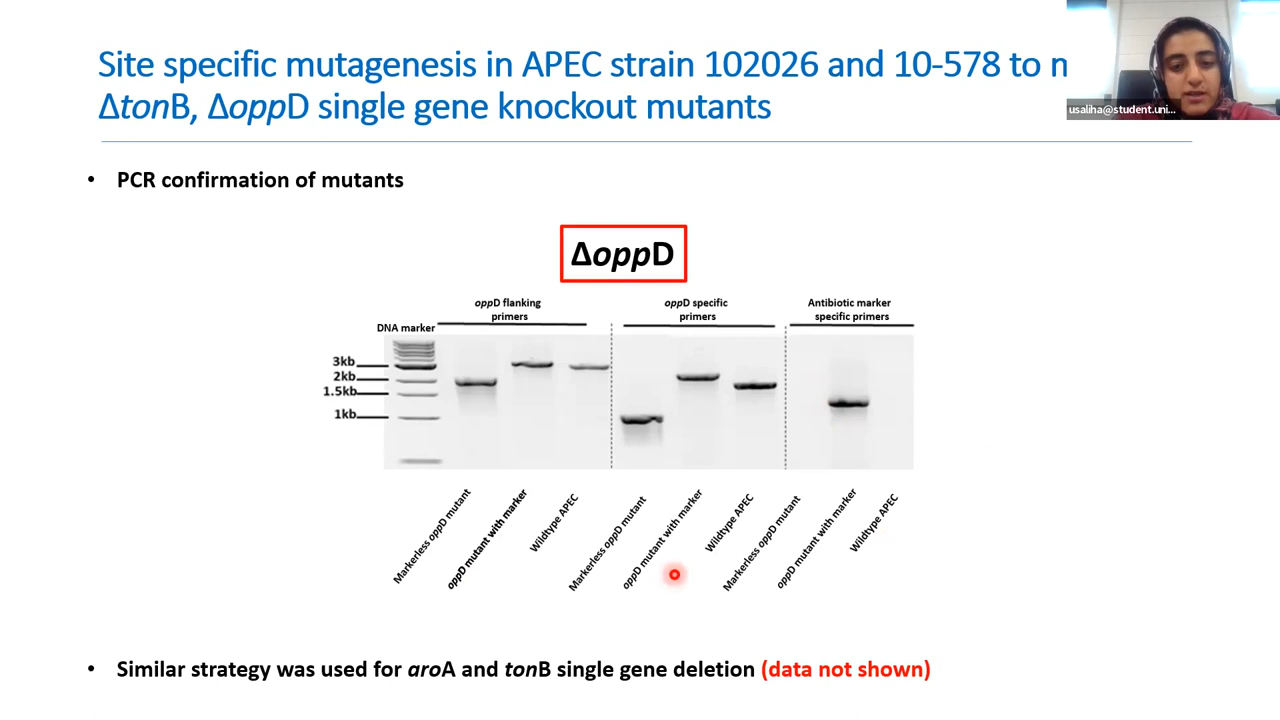 Site specific mutagenesis in APEC strain 102026 and 10-578 to
ΔtonB, ΔoppD single gene knockout mutants
usaliha@student.uni...
• PCR confirmation of mutants
ΔoppD
oppD flanking
primers
oppD specific
primers
Antibiotic marker
specific primers
DNA marker
3kb
2kb
1.5kb
1kb
Markerless oppD mutant
oppD mutant with marker
Wildtype APEC
Markerless oppD mutant
oppD mutant with marker
Wildtype APEC
Markerless oppD mutant
oppD mutant with marker
Wildtype APEC
• Similar strategy was used for aroA and tonB single gene deletion (data not shown)